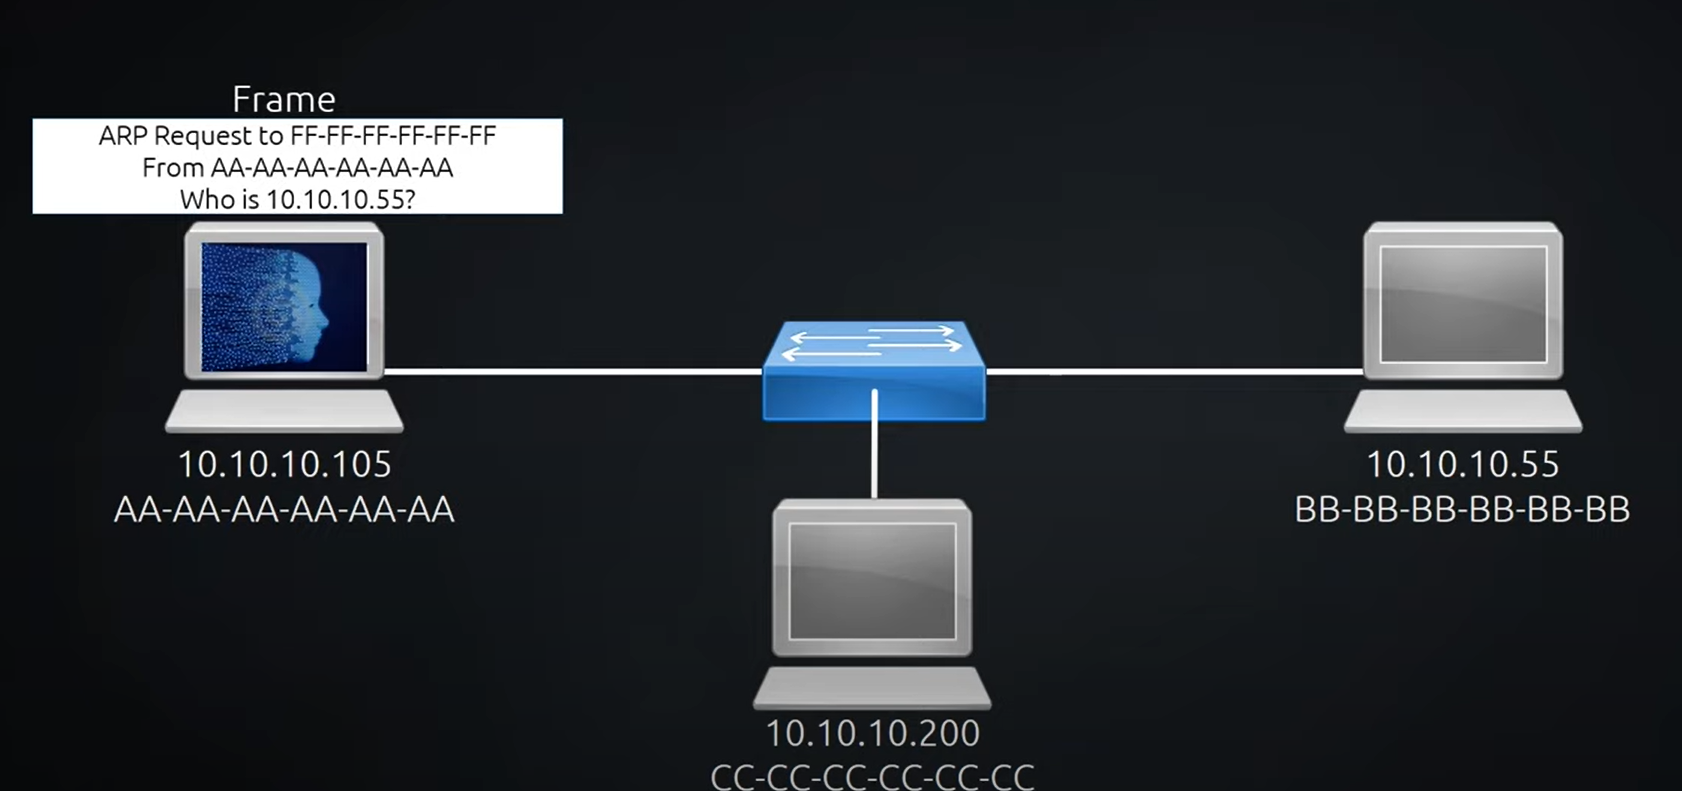 Frame
ARP Request to FF-FF-FF-FF-FF-FF
From AA-AA-AA-AA-AA-AA
Who is 10.10.10.55?
10.10.10.105
AA-AA-AA-AA-AA-AA
10.10.10.55
BB-BB-BB-BB-BB-BB
10.10.10.200
CC-CC-CC-CC-CC-CC